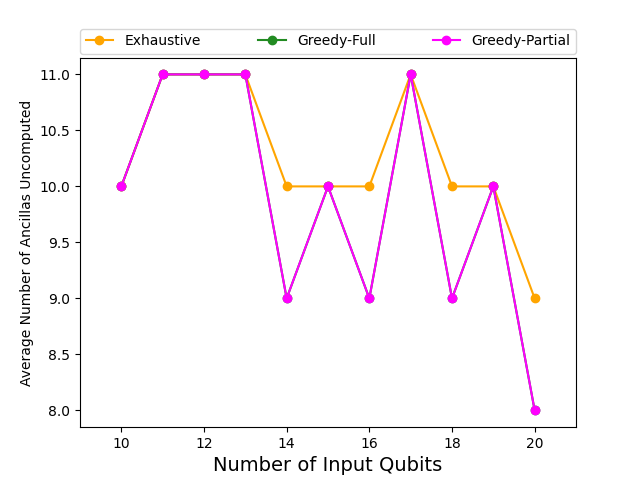 Exhaustive Greedy-Full Greedy-Partial
Average Number of Ancillas Uncomputed
11.0
10.5
10.0
9.5
9.0
8.5
8.0
10 12 14 16 18 20
Number of Input Qubits